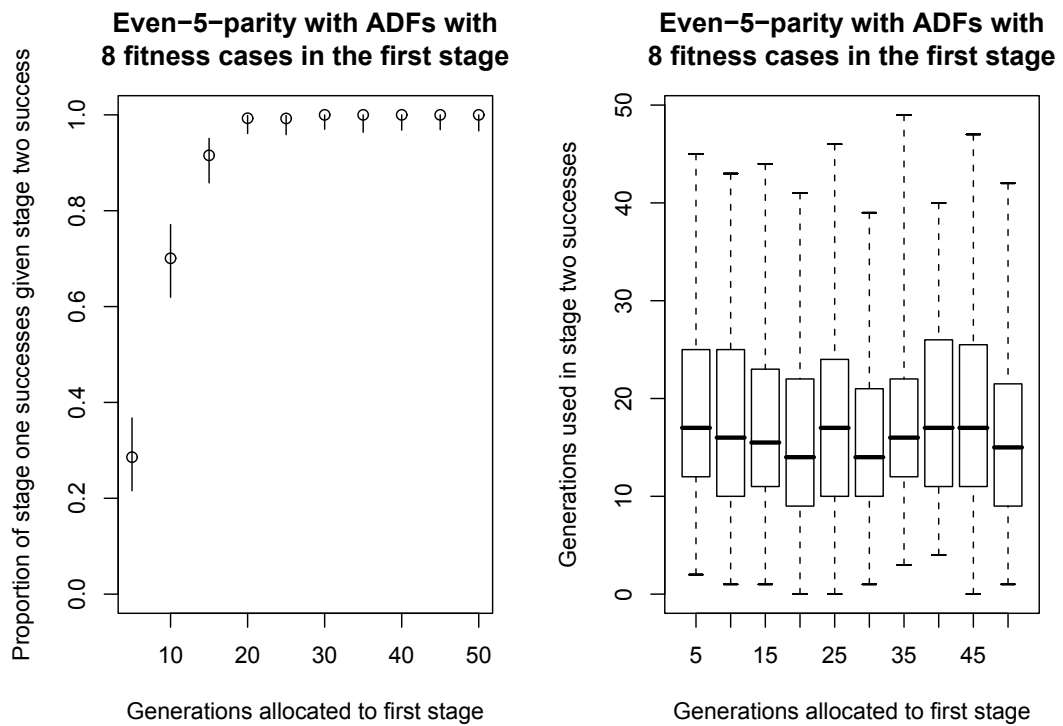 Even−5−parity with ADFs with
8 fitness cases in the first stage
Proportion of stage one successes given stage two success
1.0
0.8
0.6
0.4
0.2
0.0
10 20 30 40 50
Generations allocated to first stage
Even−5−parity with ADFs with
8 fitness cases in the first stage
Generations used in stage two successes
50
40
30
20
10
0
5 15 25 35 45
Generations allocated to first stage